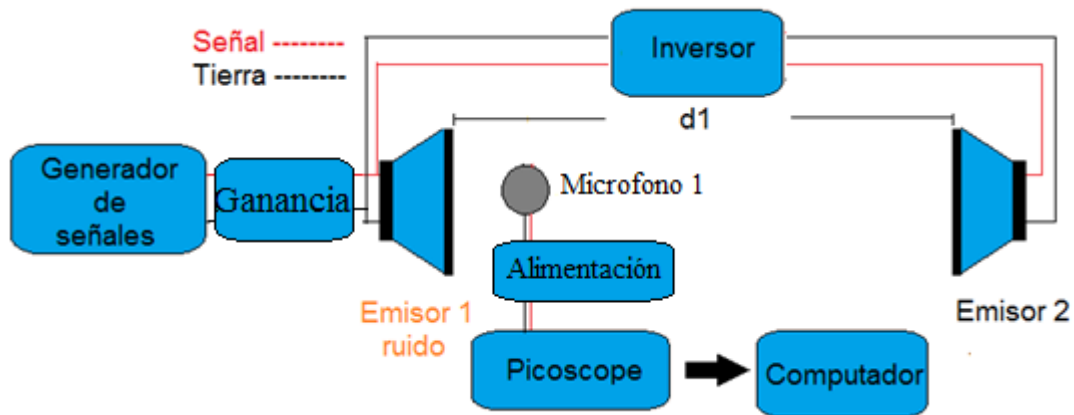 Señal --------
Tierra --------
Inversor
d1
Generador
de
señales
Ganancia
Microfono 1
Alimentación
Emisor 1
ruido
Emisor 2
Picoscope
Computador